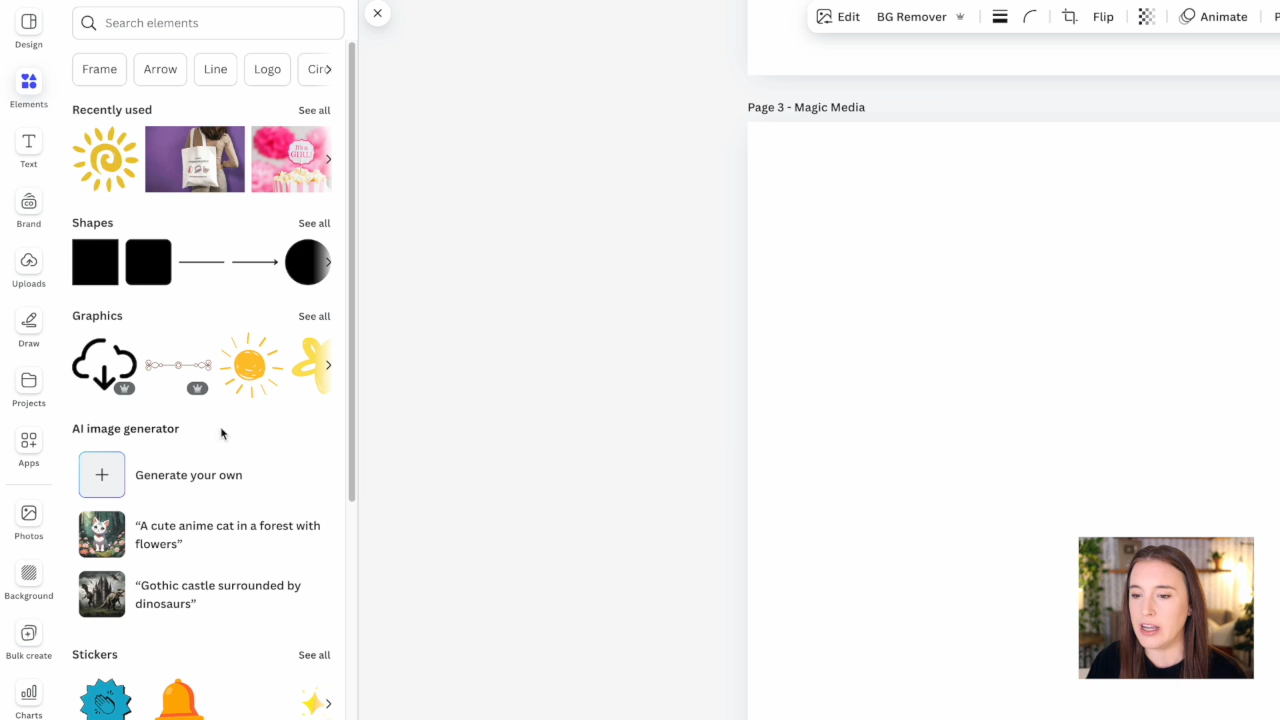 Design
Elements
Text
Brand
Uploads
Draw
Projects
Apps
Photos
Background
Bulk create
Charts
Search elements
Frame
Arrow
Line
Logo
Recently used
See all
It's a
GIRL!
Shapes
See all
Graphics
See all
AI image generator
Generate your own
“A cute anime cat in a forest with
flowers”
“Gothic castle surrounded by
dinosaurs”
Stickers
See all
Edit
BG Remover
Flip
Animate
Page 3 - Magic Media